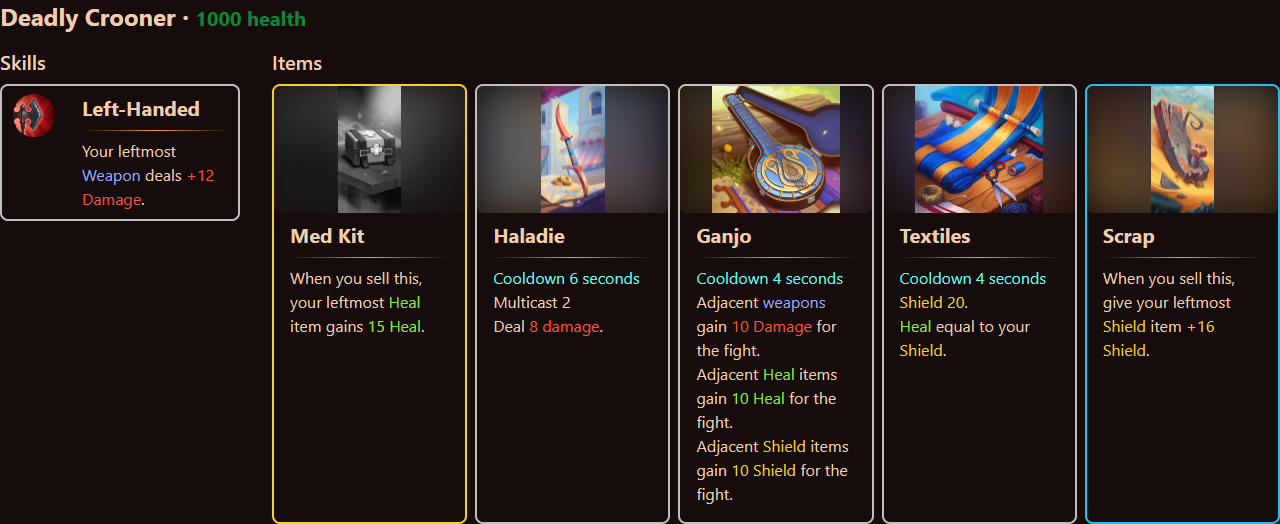 Deadly Crooner · 1000 health
Skills
Left-Handed
Your leftmost
Weapon deals +12
Damage.
Items
Med Kit
When you sell this,
your leftmost Heal
item gains 15 Heal.
Haladie
Cooldown 6 seconds
Multicast 2
Deal 8 damage.
Ganjo
Cooldown 4 seconds
Adjacent weapons
gain 10 Damage for
the fight.
Adjacent Heal items
gain 10 Heal for the
fight.
Adjacent Shield items
gain 10 Shield for the
fight.
Textiles
Cooldown 4 seconds
Shield 20.
Heal equal to your
Shield.
Scrap
When you sell this,
give your leftmost
Shield item +16
Shield.